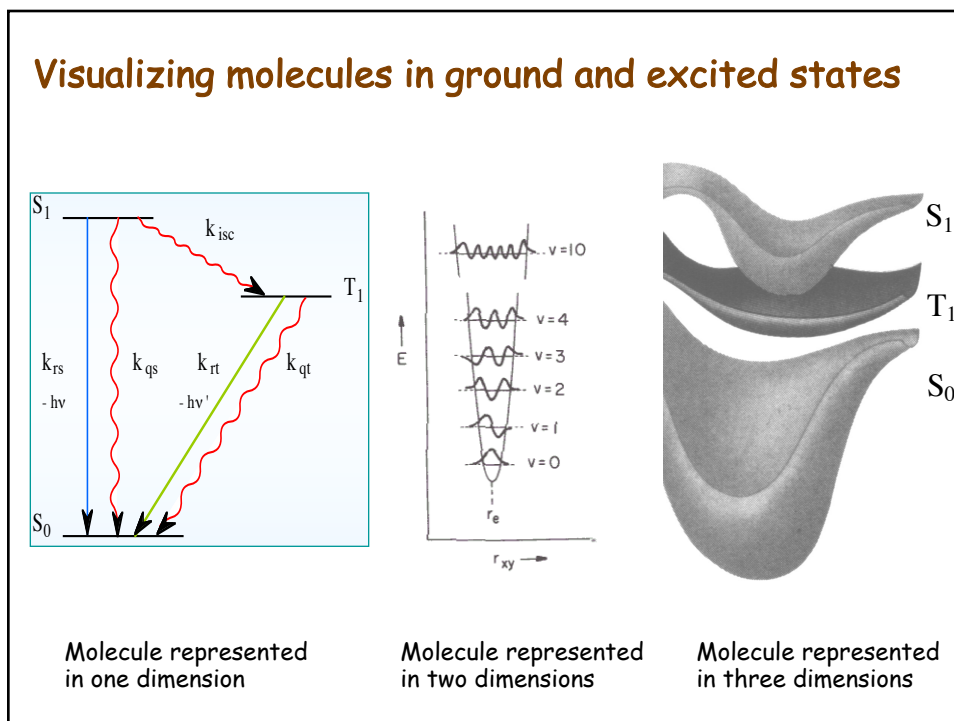 Visualizing molecules in ground and excited states
S1
k isc
T1
k rs
k qs
k rt
k qt
- hν
- hν '
S0
E
v=10
v=4
v=3
v=2
v=1
v=0
re
rxy
S1
T1
S0
Molecule represented
in one dimension
Molecule represented
in two dimensions
Molecule represented
in three dimensions